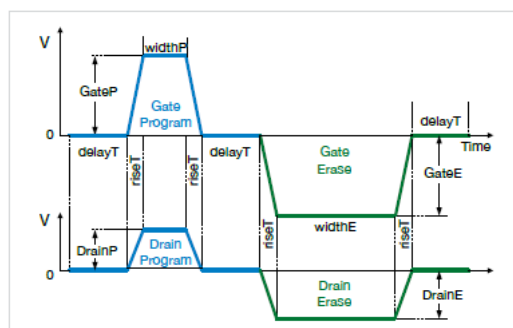 V
widthP
GateP
Gate
Program
0
delayT
riseT
riseT
delayT
delayT
Time
Gate
Erase
GateE
V
DrainP
Drain
Program
0
riseT
widthE
riseT
Drain
Erase
DrainE